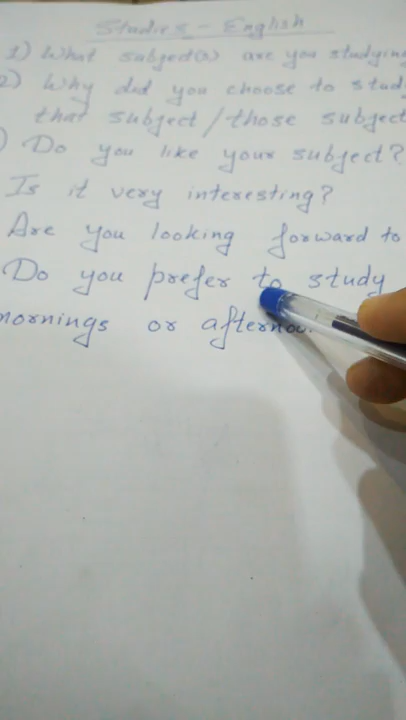 Studies - English
1) What subject(s) are you studying
2) Why did you choose to study
that subject / those subject
) Do you like your subject?
Is it very interesting?
Are you looking forward to
Do you prefer to study
mornings or afternoo